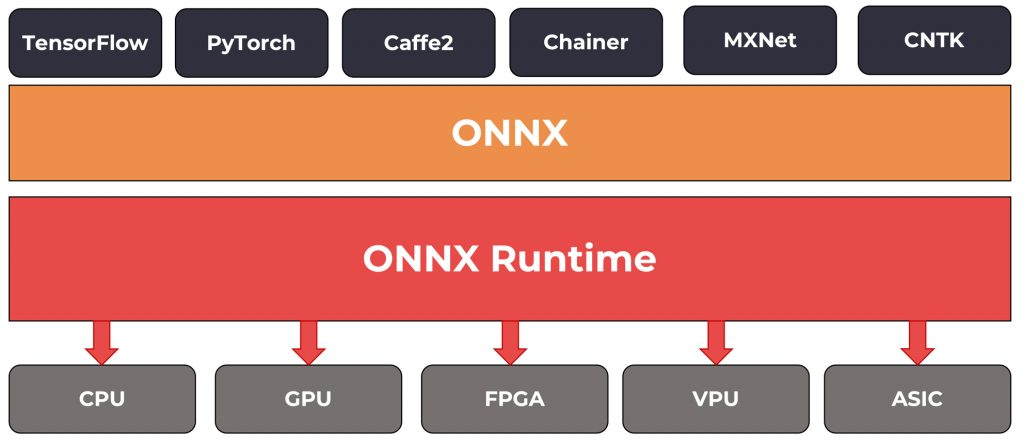 TensorFlow
PyTorch
Caffe2
Chainer
MXNet
CNTK
ONNX
ONNX Runtime
CPU
GPU
FPGA
VPU
ASIC